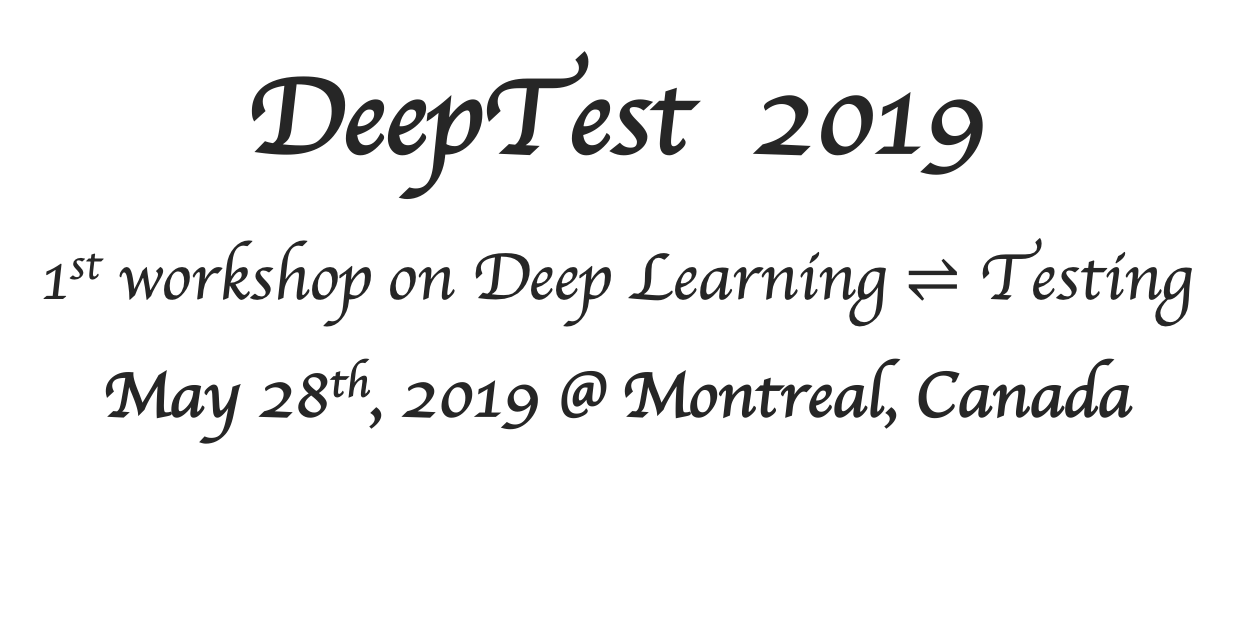 DeepTest 2019
1st workshop on Deep Learning ⇌ Testing
May 28th, 2019 @ Montreal, Canada